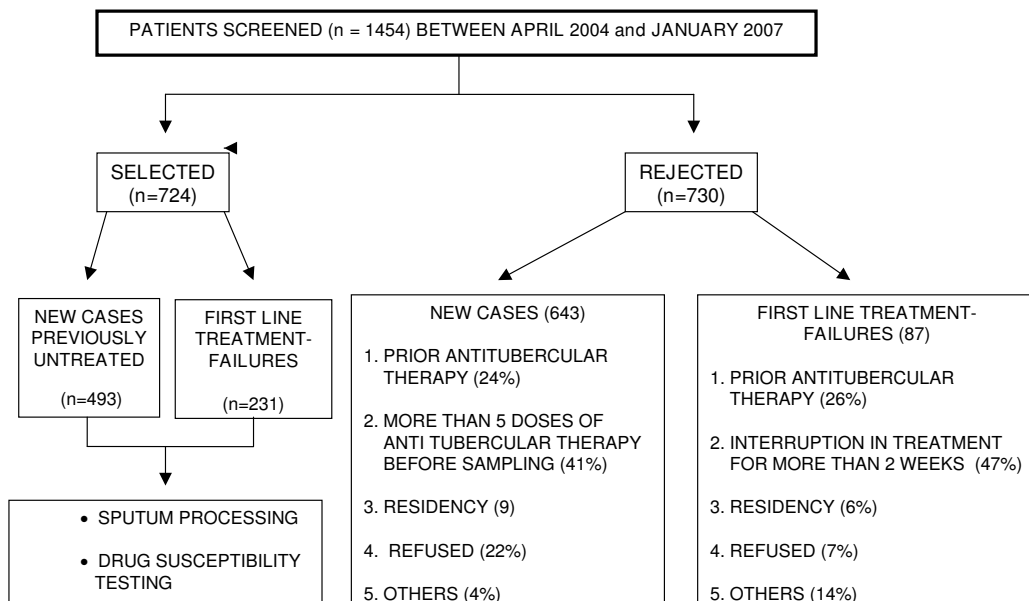 PATIENTS SCREENED (n = 1454) BETWEEN APRIL 2004 and JANUARY 2007
SELECTED
(n=724)
REJECTED
(n=730)
NEW CASES
PREVIOUSLY
UNTREATED
(n=493)
FIRST LINE
TREATMENT-
FAILURES
(n=231)
• SPUTUM PROCESSING
• DRUG SUSCEPTIBILITY
TESTING
NEW CASES (643)
1. PRIOR ANTITUBERCULAR
THERAPY (24%)
2. MORE THAN 5 DOSES OF
ANTI TUBERCULAR THERAPY
BEFORE SAMPLING (41%)
3. RESIDENCY (9)
4. REFUSED (22%)
5. OTHERS (4%)
FIRST LINE TREATMENT-
FAILURES (87)
1. PRIOR ANTITUBERCULAR
THERAPY (26%)
2. INTERRUPTION IN TREATMENT
FOR MORE THAN 2 WEEKS (47%)
3. RESIDENCY (6%)
4. REFUSED (7%)
5. OTHERS (14%)